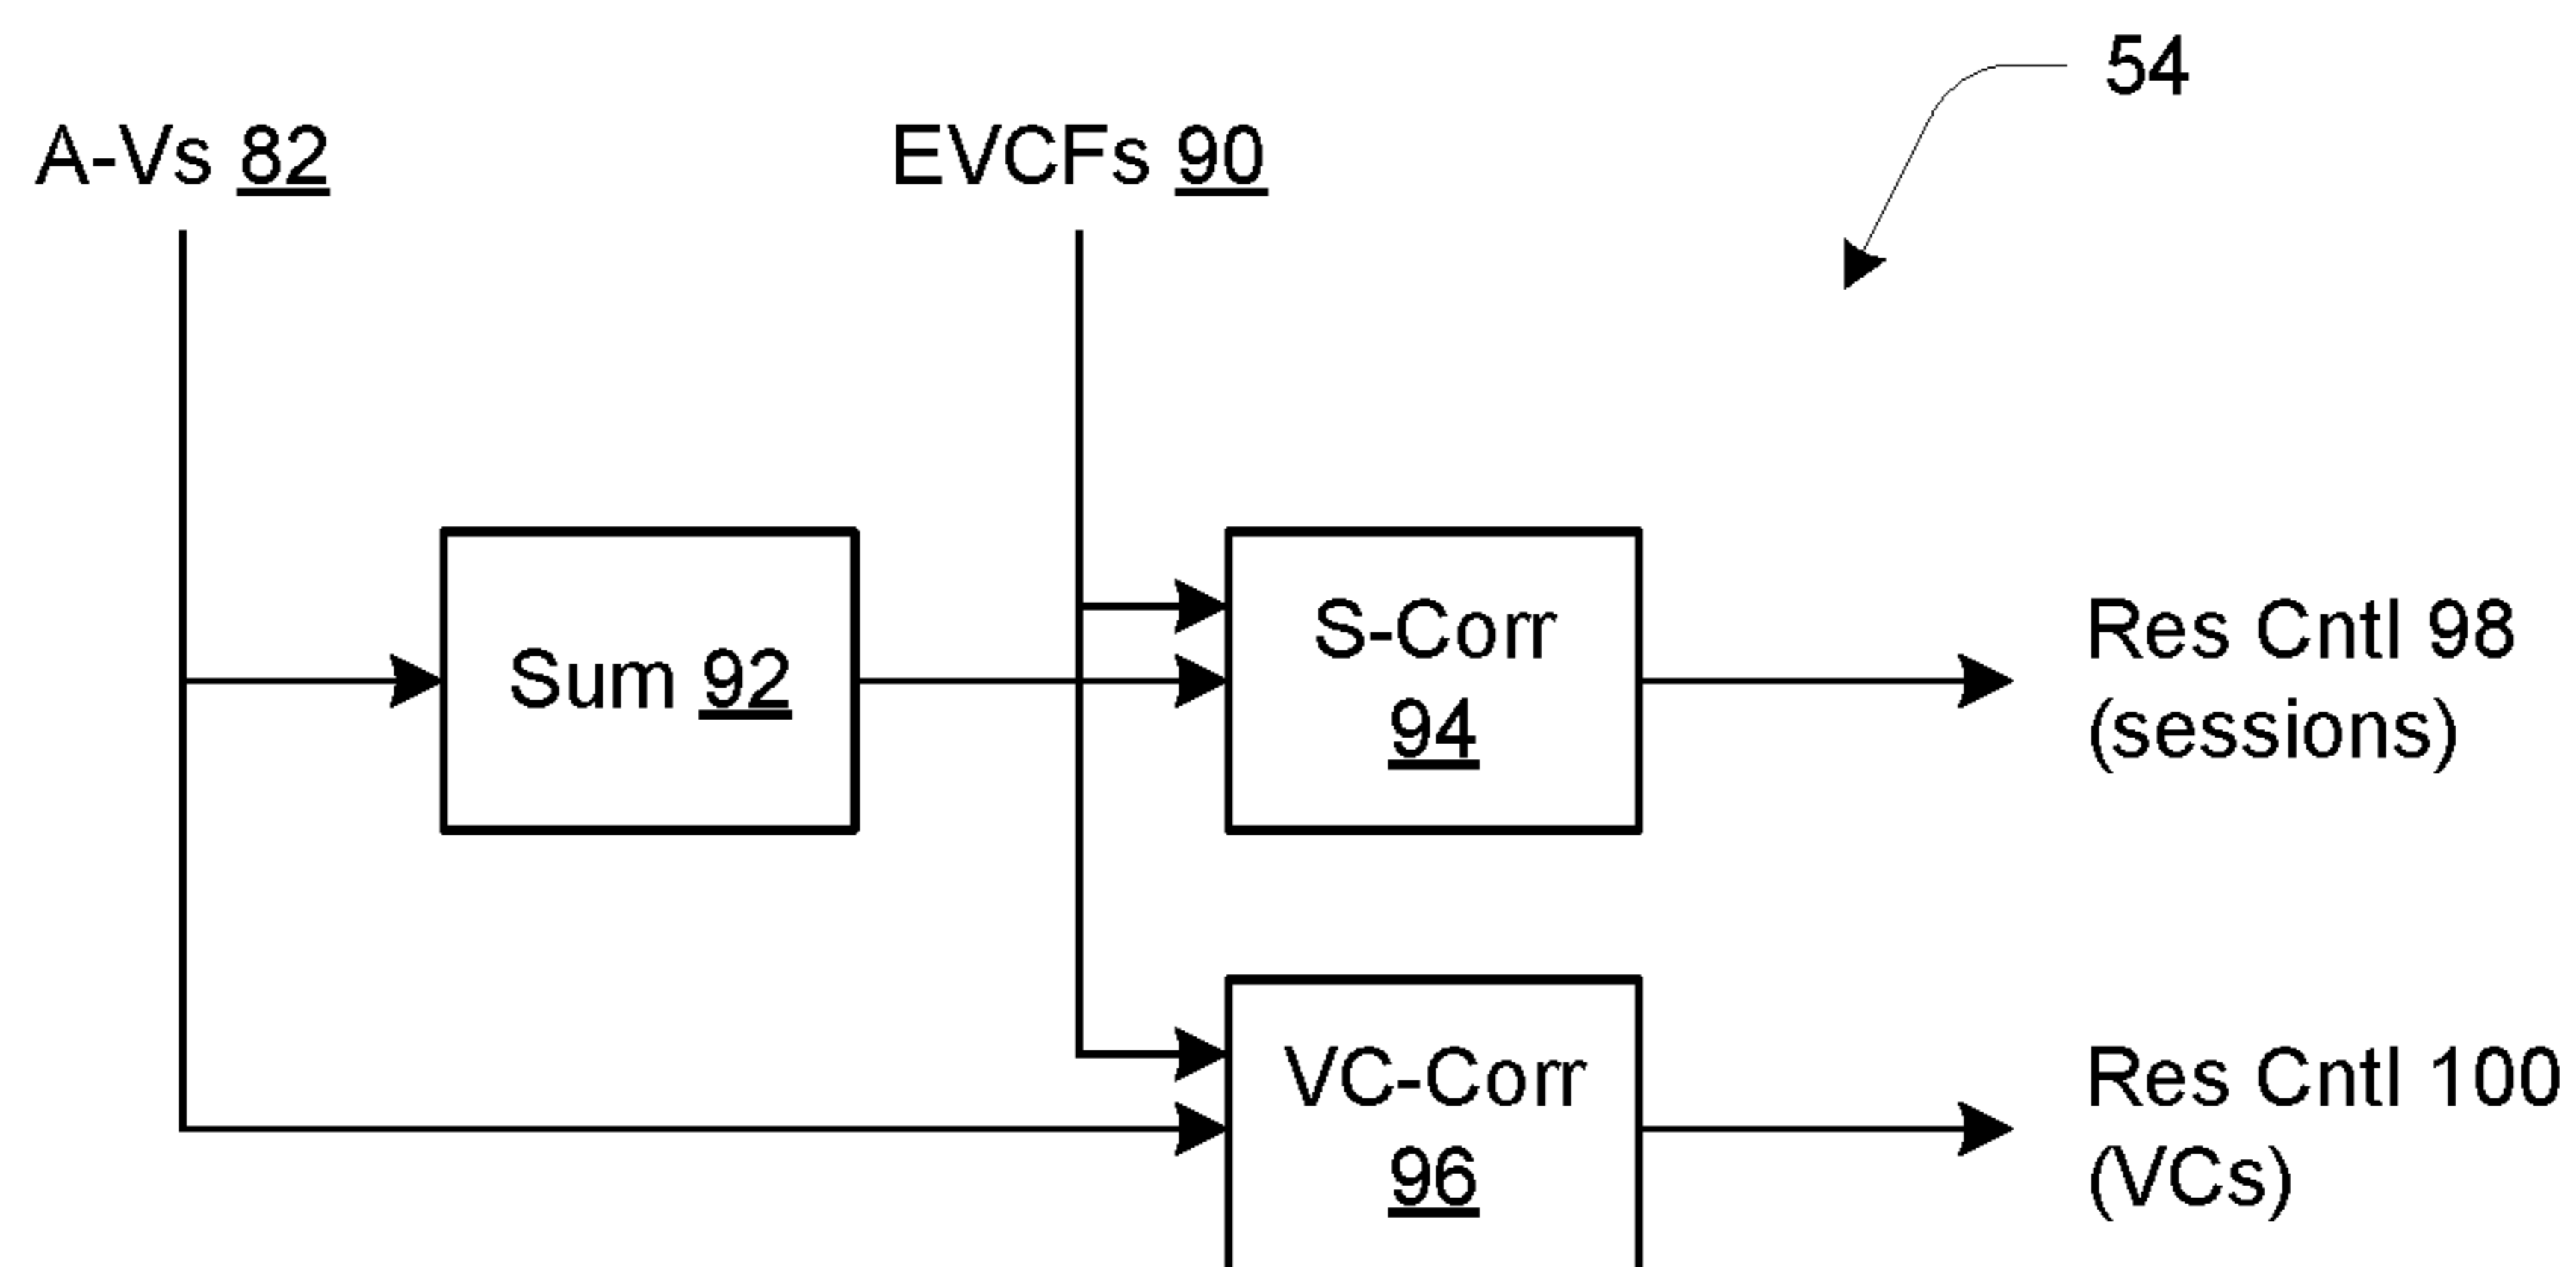 54
A-Vs 82
EVCFs 90
Sum 92
S-Corr
94
Res Cntl 98
(sessions)
VC-Corr
96
Res Cntl 100
(VCs)